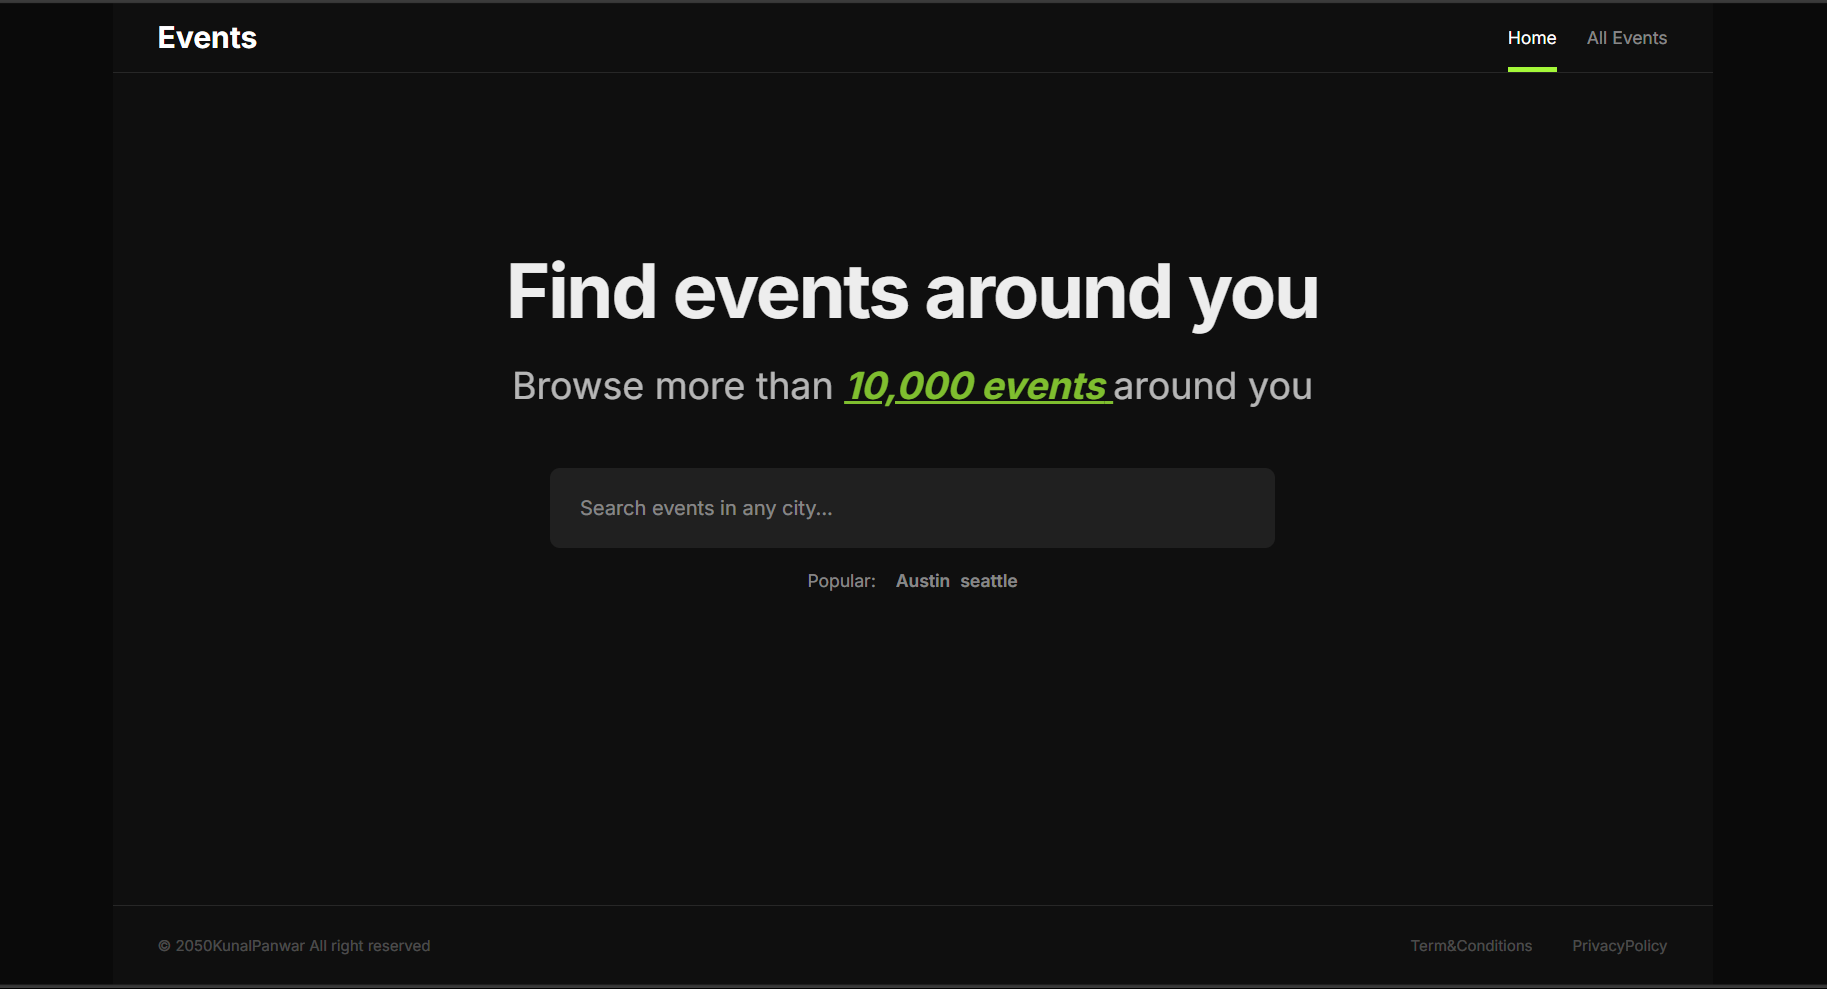 Events
Home All Events
Find events around you
Browse more than 10,000 events around you
Search events in any city...
Popular: Austin seattle
© 2050KunalPanwar All right reserved
Term&Conditions PrivacyPolicy